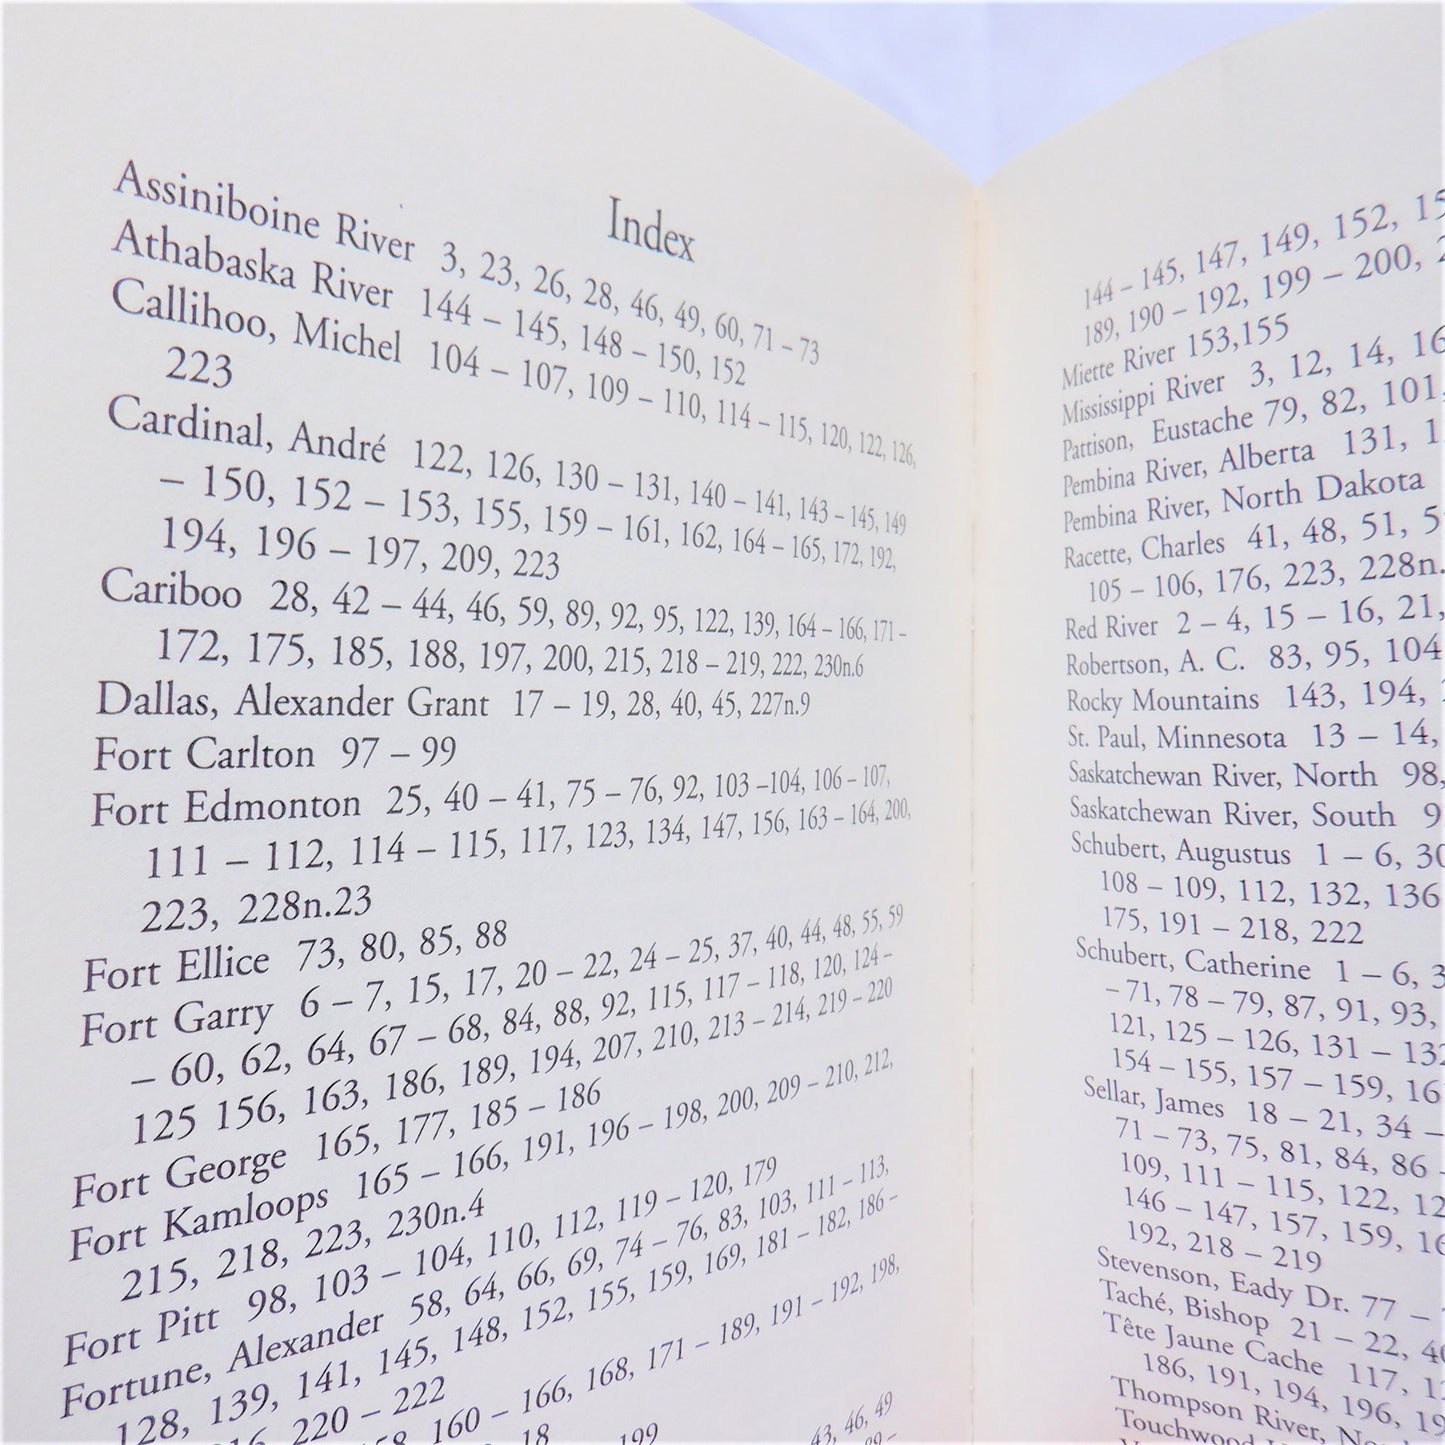 Index
Assiniboine River 3, 23, 26, 28, 46, 49, 60, 71 – 73
Athabaska River 144 – 145, 148 – 150, 152
Callihoo, Michel 104 – 107, 109 – 110, 114 – 115, 120, 122, 126,
223
Cardinal, André 122, 126, 130 – 131, 140 – 141, 143 – 145, 149
– 150, 152 – 153, 155, 159 – 161, 162, 164 – 165, 172, 192,
194, 196 – 197, 209, 223
Cariboo 28, 42 – 44, 46, 59, 89, 92, 95, 122, 139, 164 – 166, 171 –
172, 175, 185, 188, 197, 200, 215, 218 – 219, 222, 230n.6
Dallas, Alexander Grant 17 – 19, 28, 40, 45, 227n.9
Fort Carlton 97 – 99
Fort Edmonton 25, 40 – 41, 75 – 76, 92, 103 –104, 106 – 107,
111 – 112, 114 – 115, 117, 123, 134, 147, 156, 163 – 164, 200,
223, 228n.23
Fort Ellice 73, 80, 85, 88
Fort Garry 6 – 7, 15, 17, 20 – 22, 24 – 25, 37, 40, 44, 48, 55, 59
– 60, 62, 64, 67 – 68, 84, 88, 92, 115, 117 – 118, 120, 124 –
125 156, 163, 186, 189, 194, 207, 210, 213 – 214, 219 – 220
Fort George 165, 177, 185 – 186
Fort Kamloops 165 – 166, 191, 196 – 198, 200, 209 – 210, 212,
215, 218, 223, 230n.4
Fort Pitt 98, 103 – 104, 110, 112, 119 – 120, 179
Fortune, Alexander 58, 64, 66, 69, 74 – 76, 83, 103, 111 – 113,
128, 139, 141, 145, 148, 152, 155, 159, 169, 181 – 182, 186 –
220 – 222
160 – 166, 168, 171 – 189, 191 – 192, 198,
18 199
43, 46, 49
144 – 145, 147, 149, 152,
189, 190 – 192, 199 – 200,
Miette River 153,155
Mississippi River 3, 12, 14, 16
Pattison, Eustache 79, 82, 101,
Pembina River, Alberta 131,
Pembina River, North Dakota
Racette, Charles 41, 48, 51,
105 – 106, 176, 223, 228n.
Red River 2 – 4, 15 – 16, 21,
Robertson, A. C. 83, 95, 104
Rocky Mountains 143, 194,
St. Paul, Minnesota 13 – 14,
Saskatchewan River, North 98,
Saskatchewan River, South 9
Schubert, Augustus 1 – 6, 30
108 – 109, 112, 132, 136
175, 191 – 218, 222
Schubert, Catherine 1 – 6, 3
– 71, 78 – 79, 87, 91, 93,
121, 125 – 126, 131 – 132
154 – 155, 157 – 159, 16
Sellar, James 18 – 21, 34 –
71 – 73, 75, 81, 84, 86 –
109, 111 – 115, 122, 12
146 – 147, 157, 159, 16
192, 218 – 219
Stevenson, Eady Dr. 77 –
Taché, Bishop 21 – 22, 40
Tête Jaune Cache 117, 1
186, 191, 194, 196, 19
Thompson River, North
Touchwood